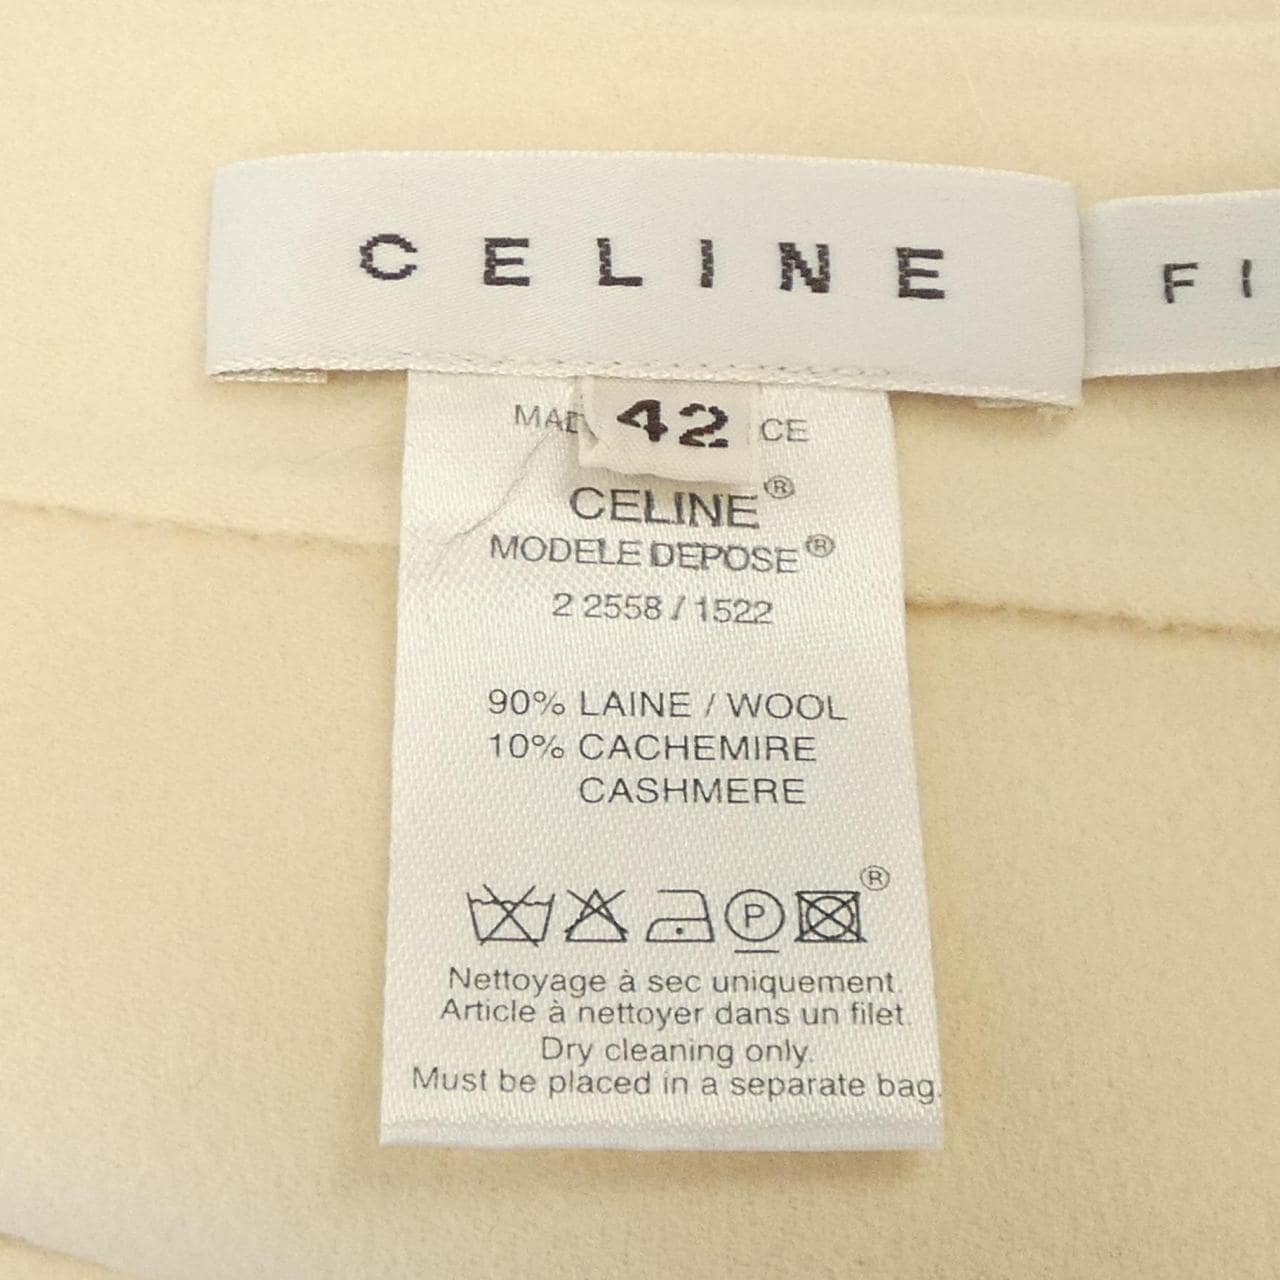 CELINE
FI
42
CELINE®
MODELE DEPOSE®
2 2558 / 1522
90% LAINE / WOOL
10% CACHEMIRE
CASHMERE
P
®
Nettoyage à sec uniquement.
Article à nettoyer dans un filet.
Dry cleaning only.
Must be placed in a separate bag.